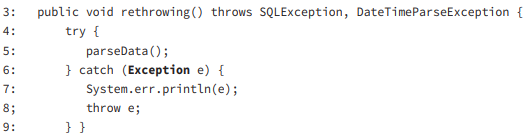 3: public void rethrowing() throws SQLException, DateTimeParseException {
4: try {
5: parseData();
6: } catch (Exception e) {
7: System.err.println(e);
8; throw e;
9: } }